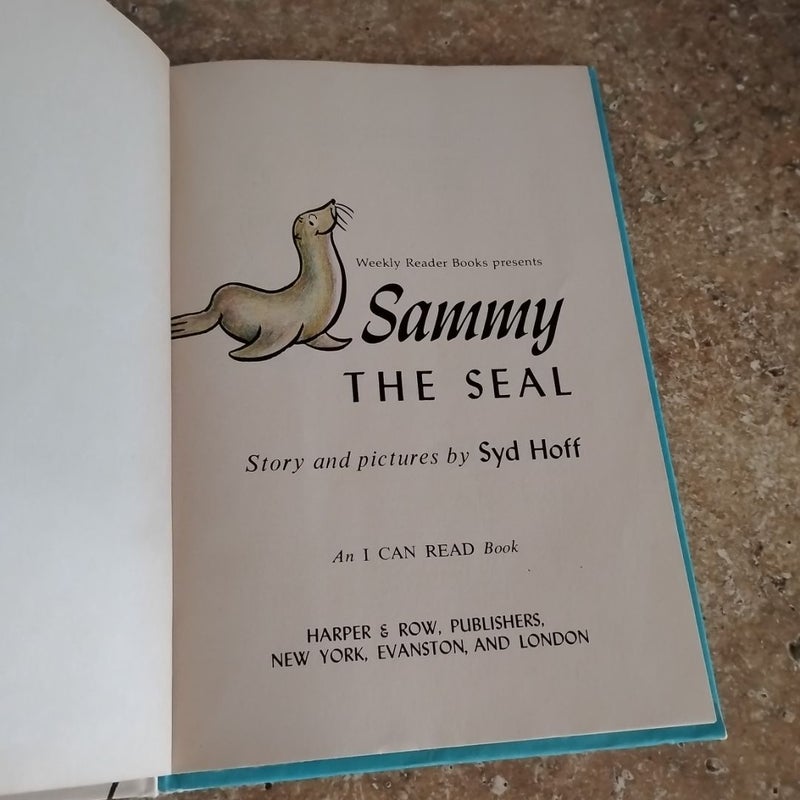 Weekly Reader Books presents
Sammy
THE SEAL
Story and pictures by Syd Hoff
An I CAN READ Book
HARPER & ROW, PUBLISHERS,
NEW YORK, EVANSTON, AND LONDON